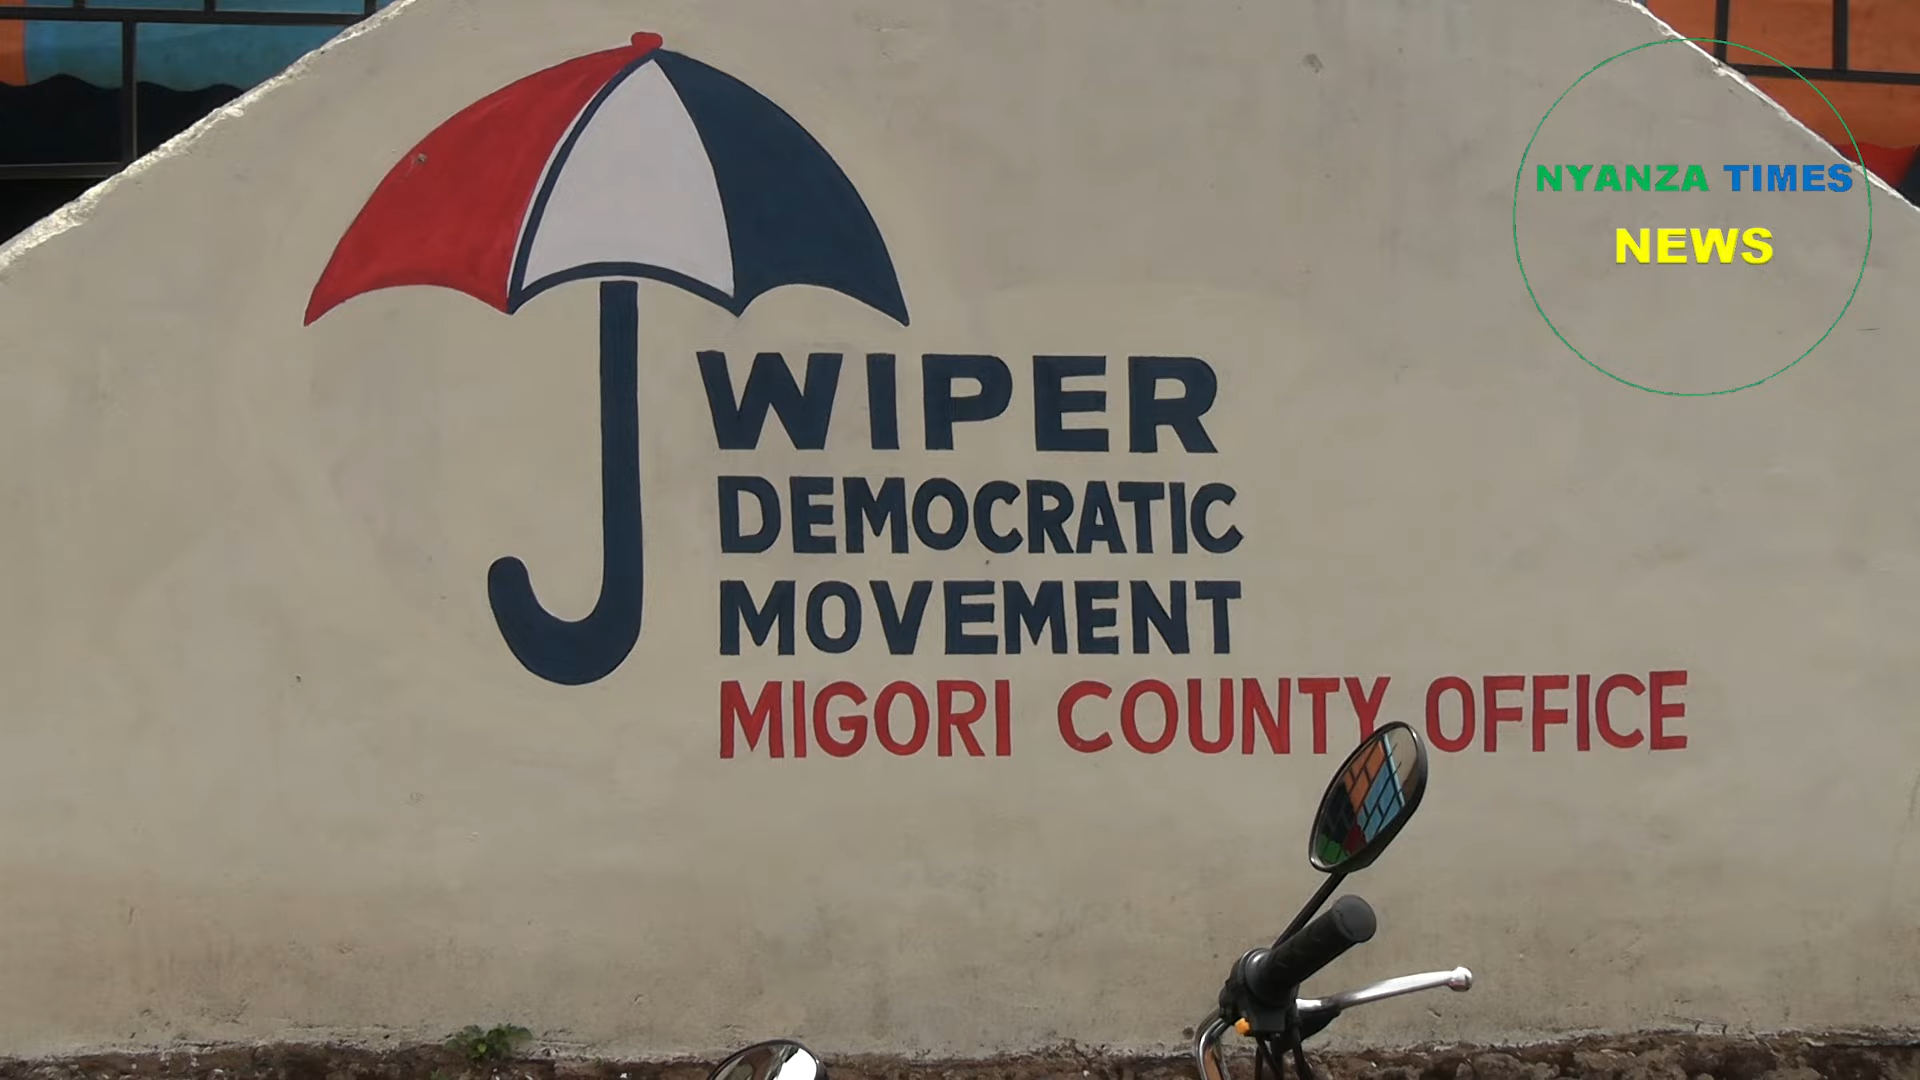 NYANZA TIMES
NEWS
WIPER
DEMOCRATIC
MOVEMENT
MIGORI COUNTY OFFICE